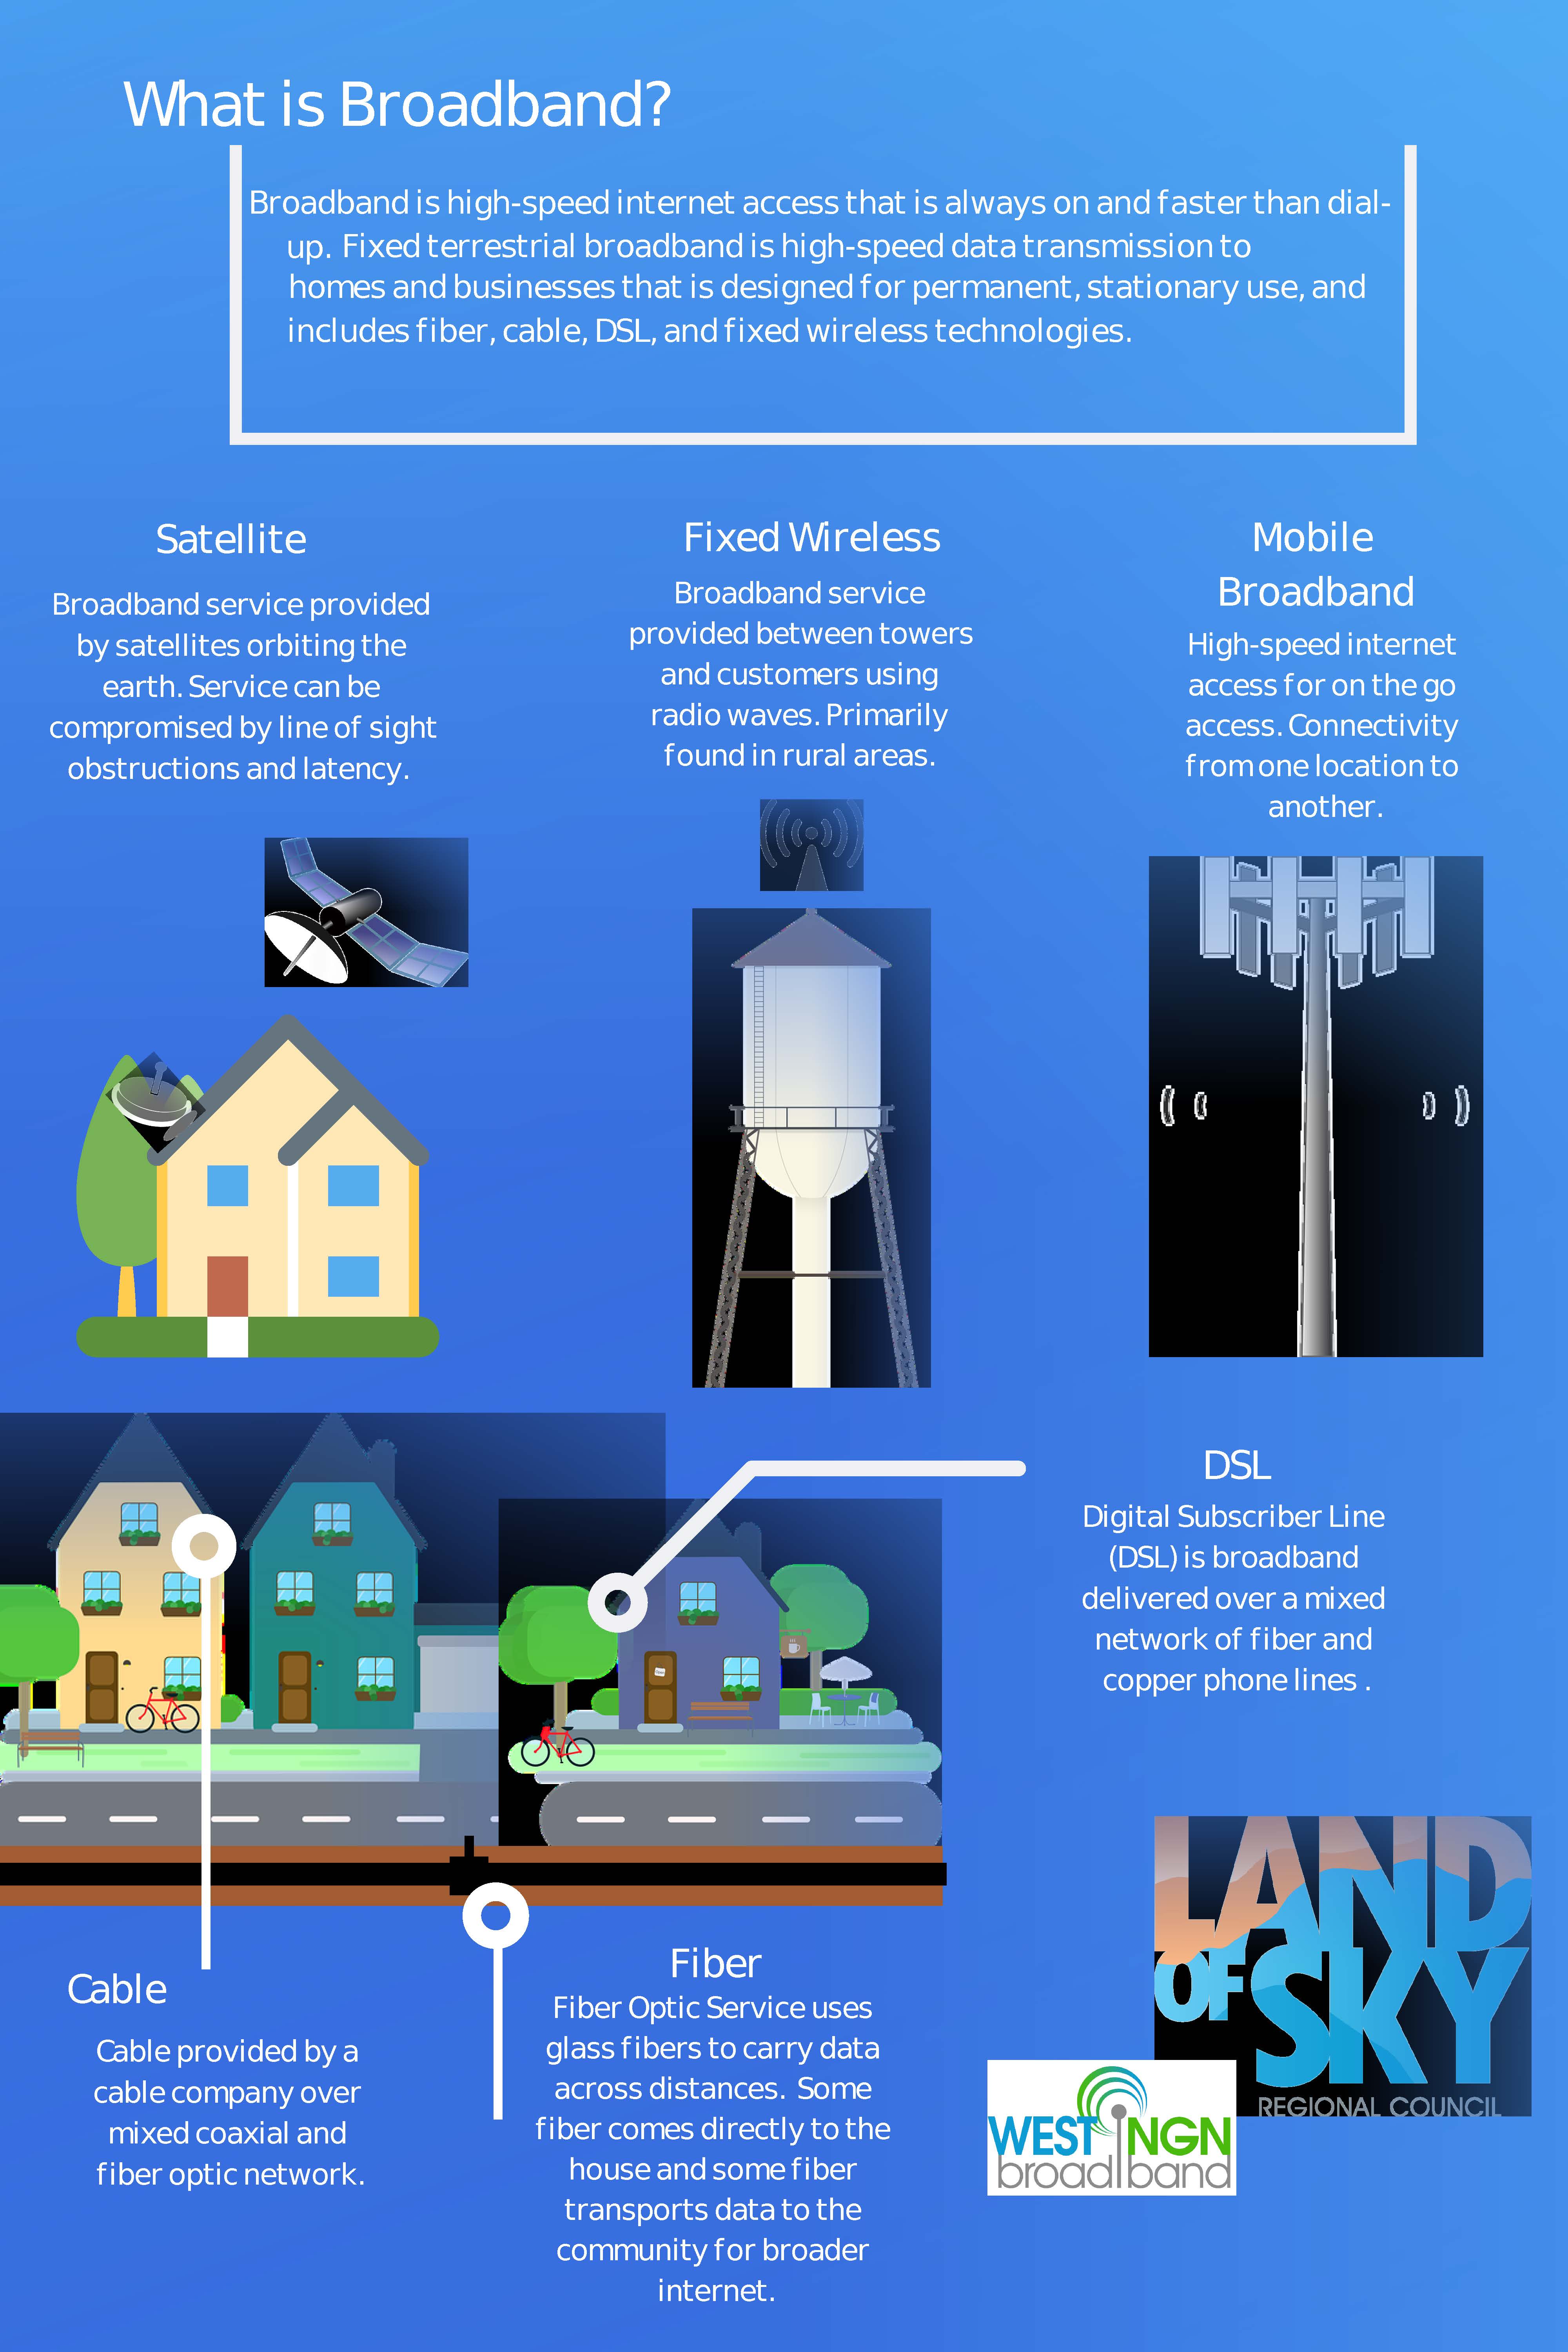 What is Broadband?
Broadband is high-speed internet access that is always on and faster than dial-
up. Fixed terrestrial broadband is high-speed data transmission to
homes and businesses that is designed for permanent, stationary use, and
includes fiber, cable, DSL, and fixed wireless technologies.
Satellite
Broadband service provided
by satellites orbiting the
earth. Service can be
compromised by line of sight
obstructions and latency.
Fixed Wireless
Broadband service
provided between towers
and customers using
radio waves. Primarily
found in rural areas.
Mobile
Broadband
High-speed internet
access for on the go
access. Connectivity
from one location to
another.
DSL
Digital Subscriber Line
(DSL) is broadband
delivered over a mixed
network of fiber and
copper phone lines .
Cable
Cable provided by a
cable company over
mixed coaxial and
fiber optic network.
Fiber
Fiber Optic Service uses
glass fibers to carry data
across distances. Some
fiber comes directly to the
house and some fiber
transports data to the
community for broader
internet.
LAND
OF SKY
REGIONAL COUNCIL
WEST NGN
broadband